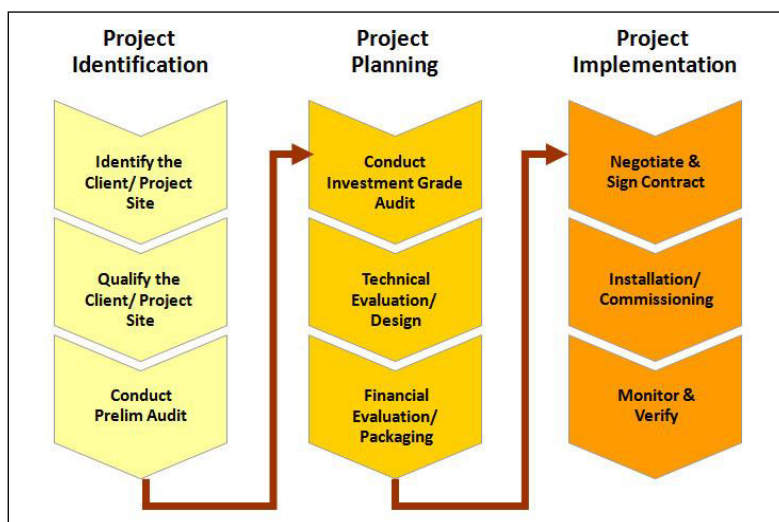 Project
Identification
Identify the
Client/ Project
Site
Qualify the
Client/ Project
Site
Conduct
Prelim Audit
Project
Planning
Conduct
Investment Grade
Audit
Technical
Evaluation/
Design
Financial
Evaluation/
Packaging
Project
Implementation
Negotiate &
Sign Contract
Installation/
Commissioning
Monitor &
Verify